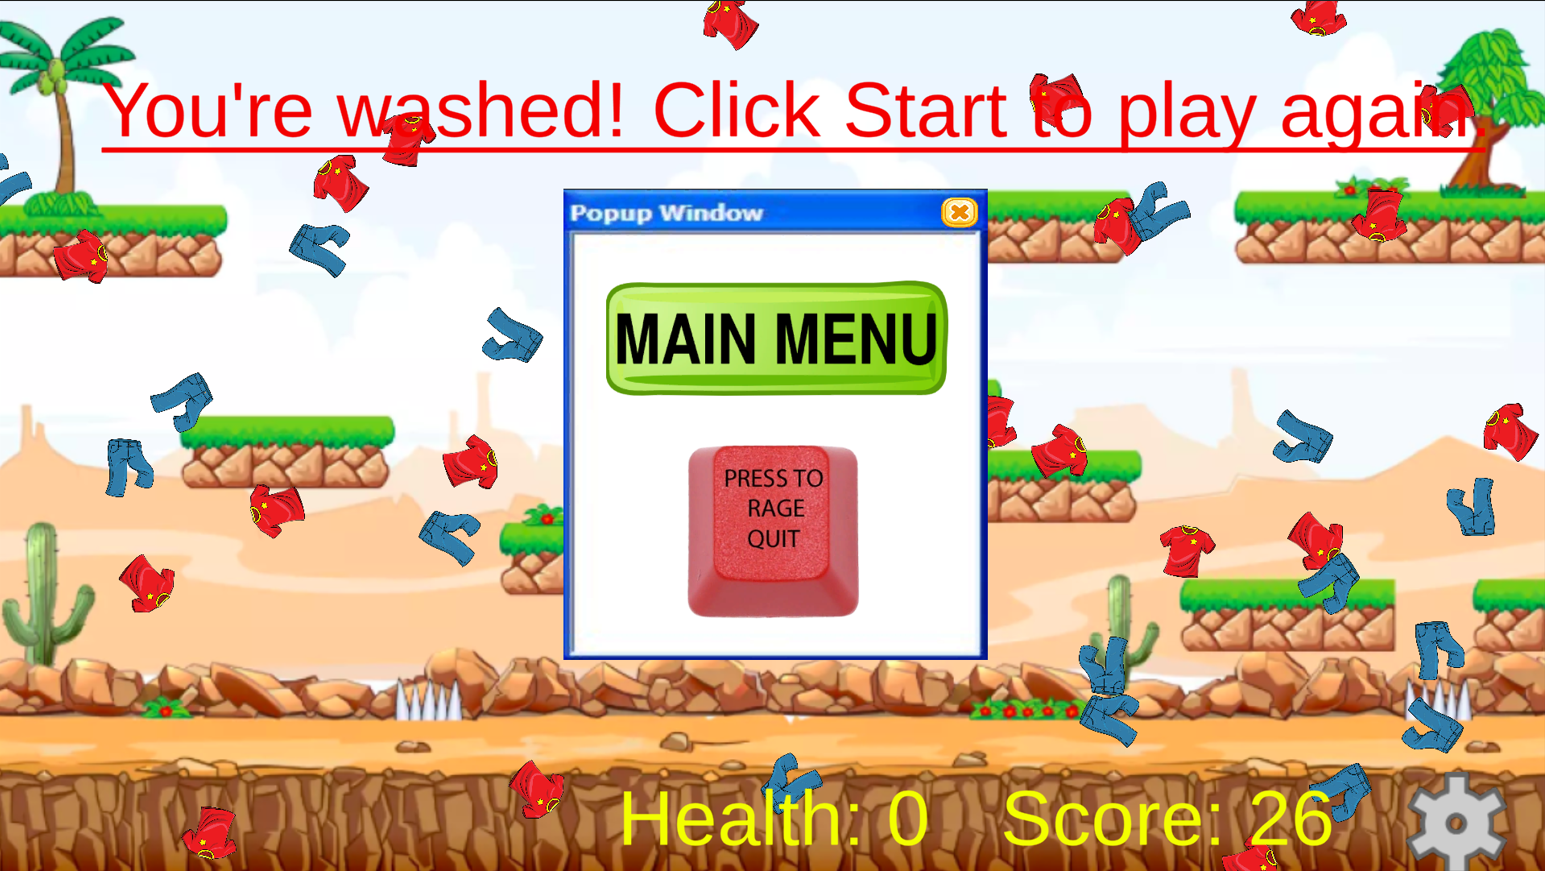 You're washed! Click Start to play again.
Popup Window
MAIN MENU
PRESS TO
RAGE
QUIT
Health: 0 Score: 26